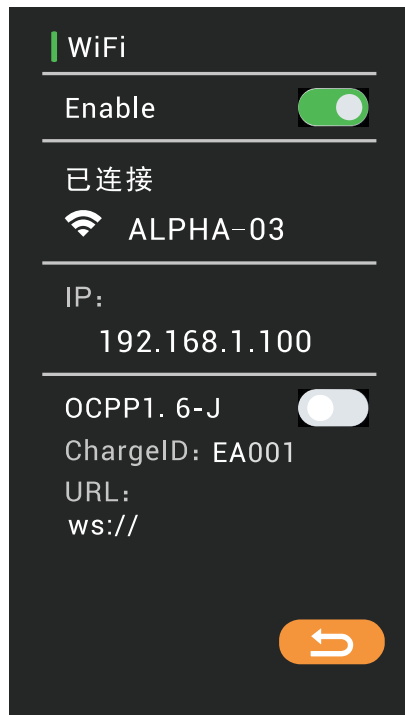 WiFi
Enable
已连接
ALPHA-03
IP:
192.168.1.100
OCPP1. 6-J
ChargeID: EA001
URL:
ws://